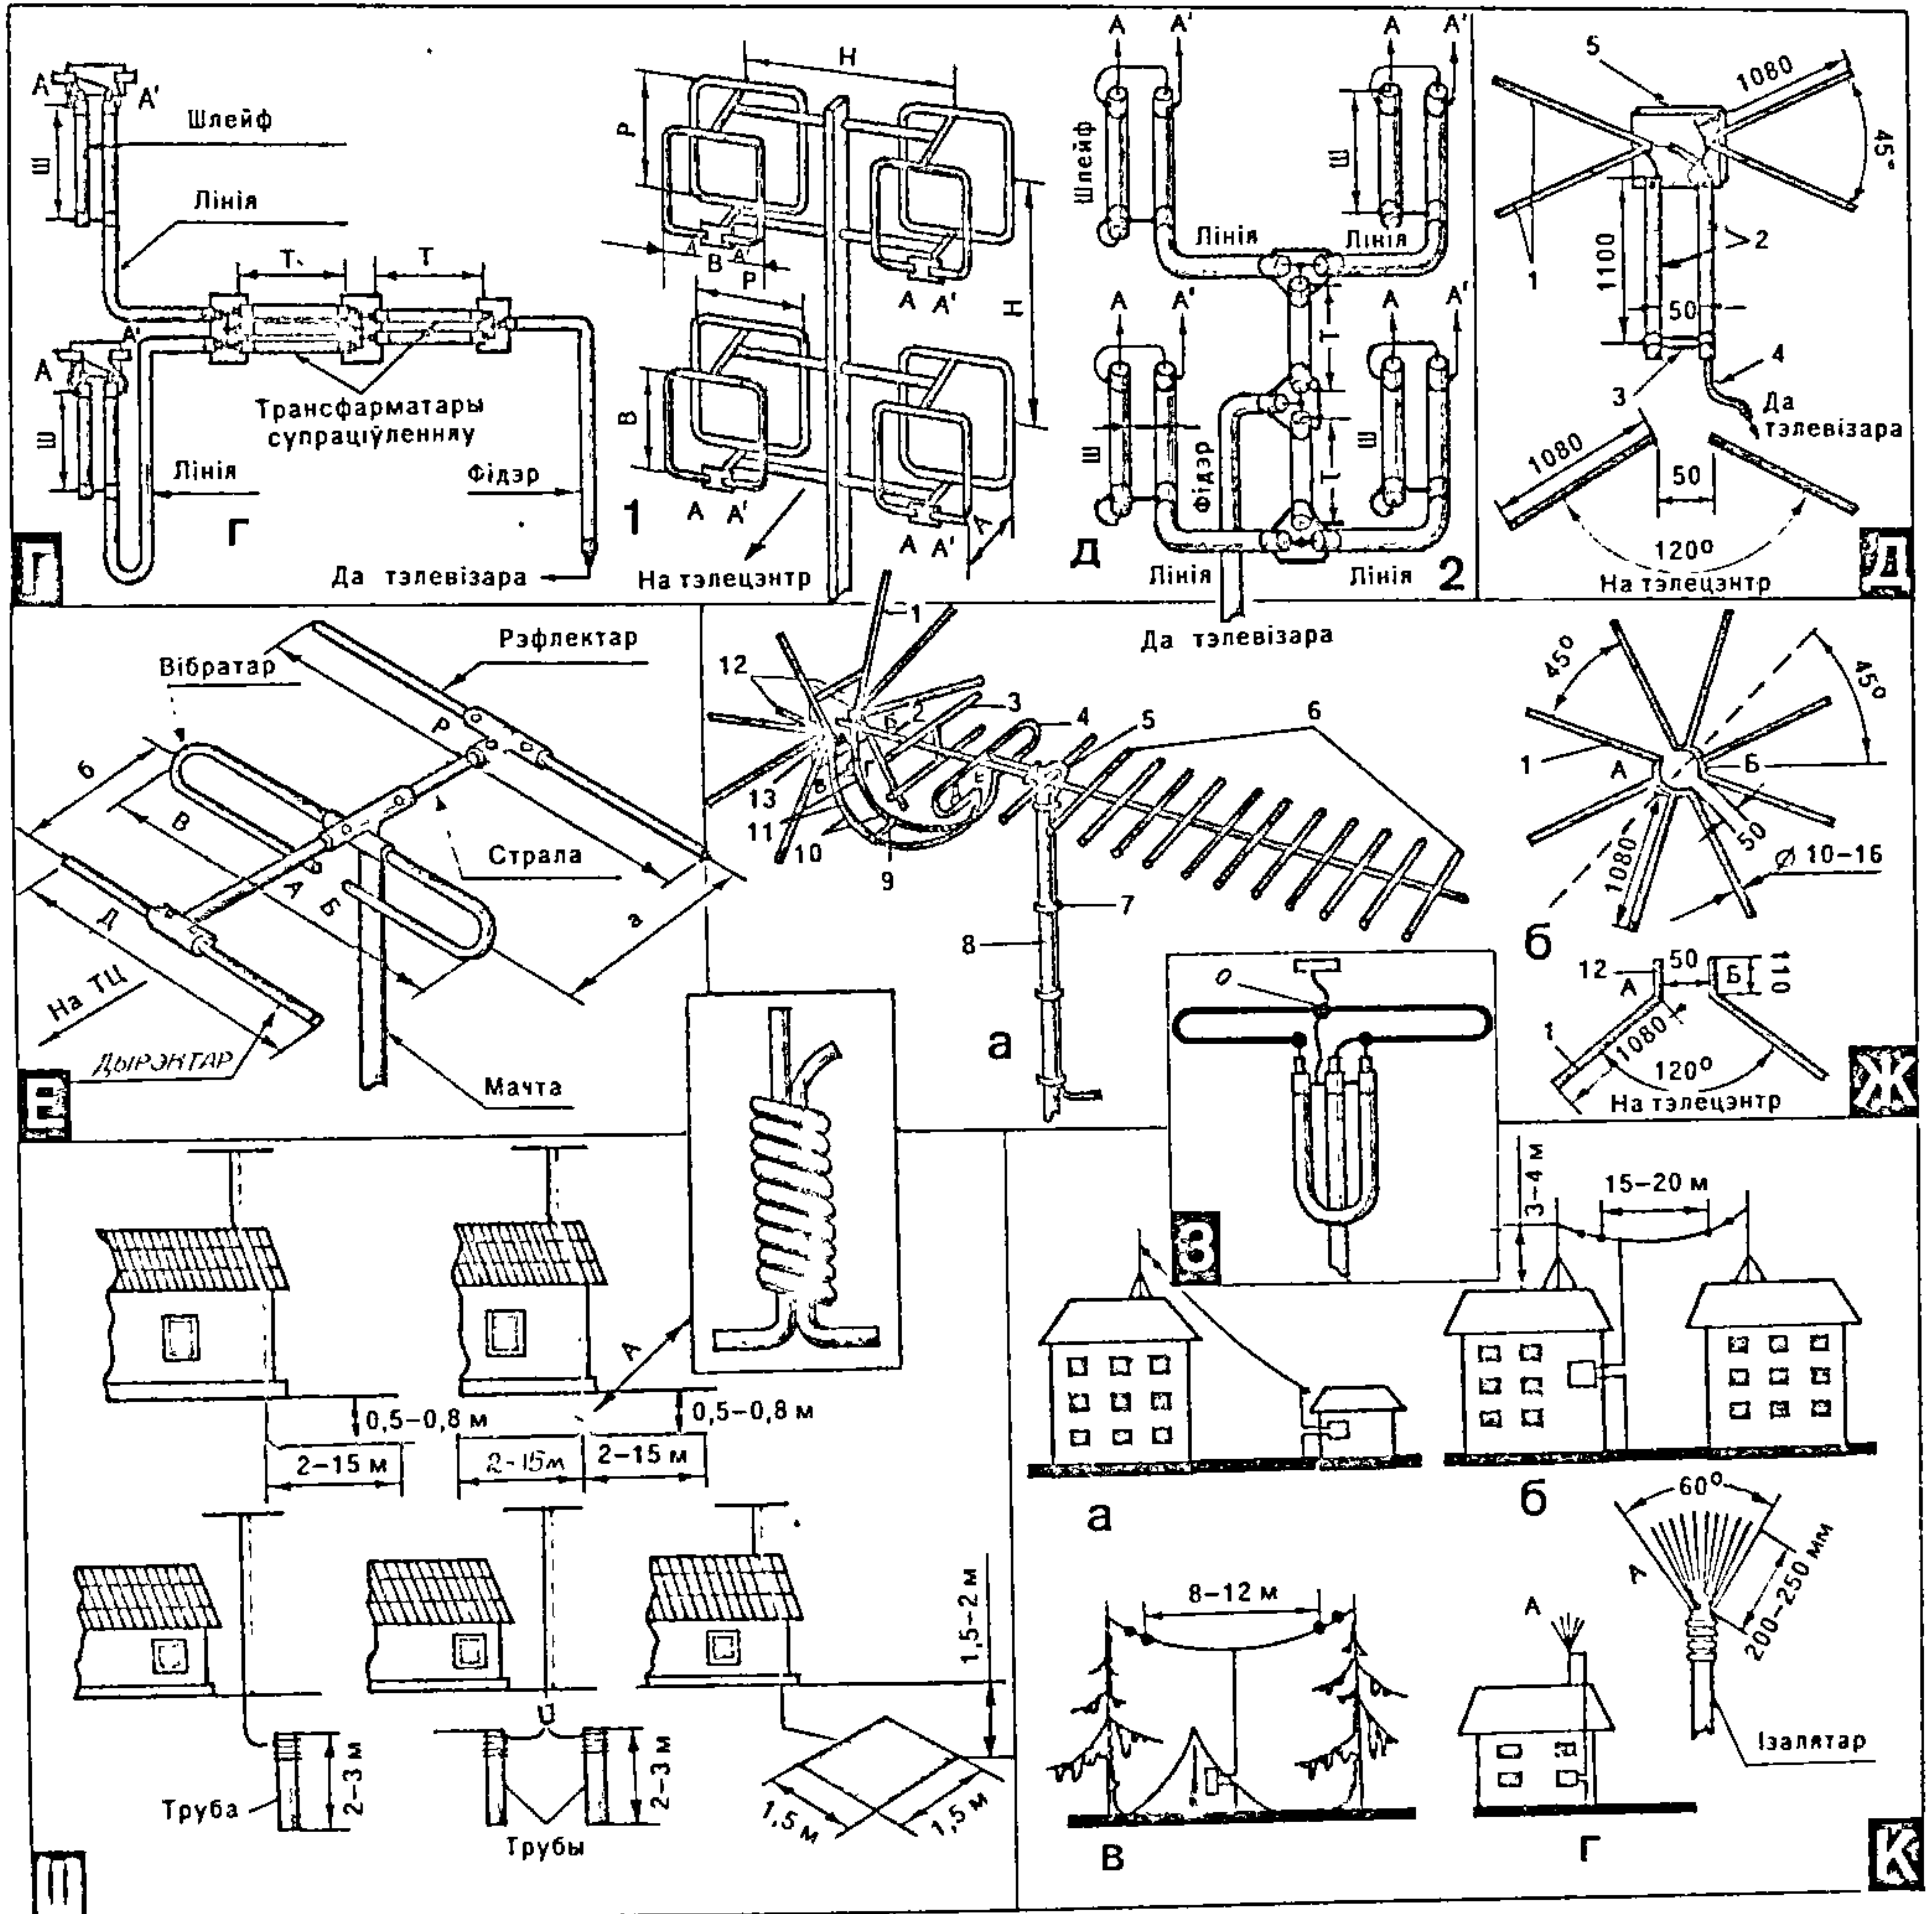 А
А'
Шлейф
Ш
Лінія
Т
Т
А'
А
Ш
Трансфарматары
супраціўленняў
Лінія
Фідэр
Г
Да тэлевізара
Г
Н
Р
А
А'
В
Р
А
А'
Н
В
А
А'
А
А'
1
На тэлецэнтр
А
А'
А
А'
Шлейф
Ш
Лінія
Лінія
А
А'
А
А'
Т
Ш
Фідэр
Т
Ш
Д
Лінія
Лінія
2
Да тэлевізара
5
1080
45°
1
1100
2
50
3
4
Да
тэлевізара
1080
50
120°
На тэлецэнтр
Д
Рэфлектар
Вібратар
Р
б
В
А
Б
Страла
Д
а
На ТЦ
ДЫРЭКТАР
Мачта
Е
1
12
2
3
4
5
6
13
11
10
9
7
8
а
45°
45°
1
А
Б
50
1080
Ø 10–16
б
12
50
А
Б
110
1
1080
120°
На тэлецэнтр
Ж
О
З
А
0,5–0,8 м
0,5–0,8 м
2–15 м
2–15 м
2–15 м
1,5–2 м
Труба
2–3 м
2–3 м
Трубы
1,5 м
1,5 м
3–4 м
15–20 м
а
б
8–12 м
в
А
60°
А
200–250 мм
Ізалятар
г
К